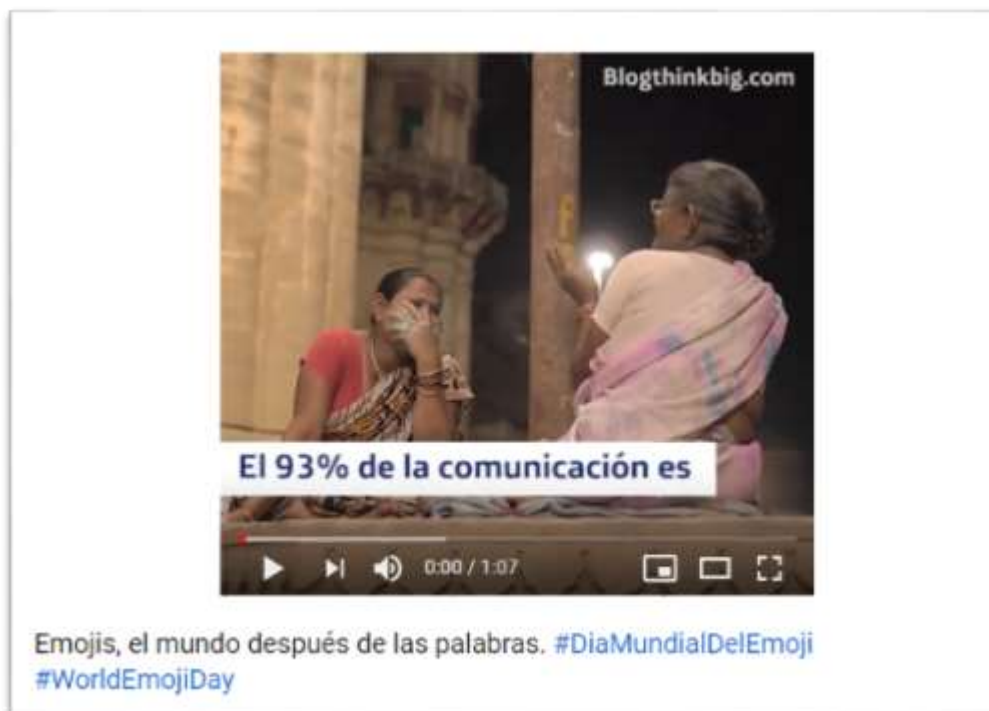 Blogthinkbig.com
El 93% de la comunicación es
0:00 / 1:07
Emojis, el mundo después de las palabras. #DiaMundialDelEmoji
#WorldEmojiDay